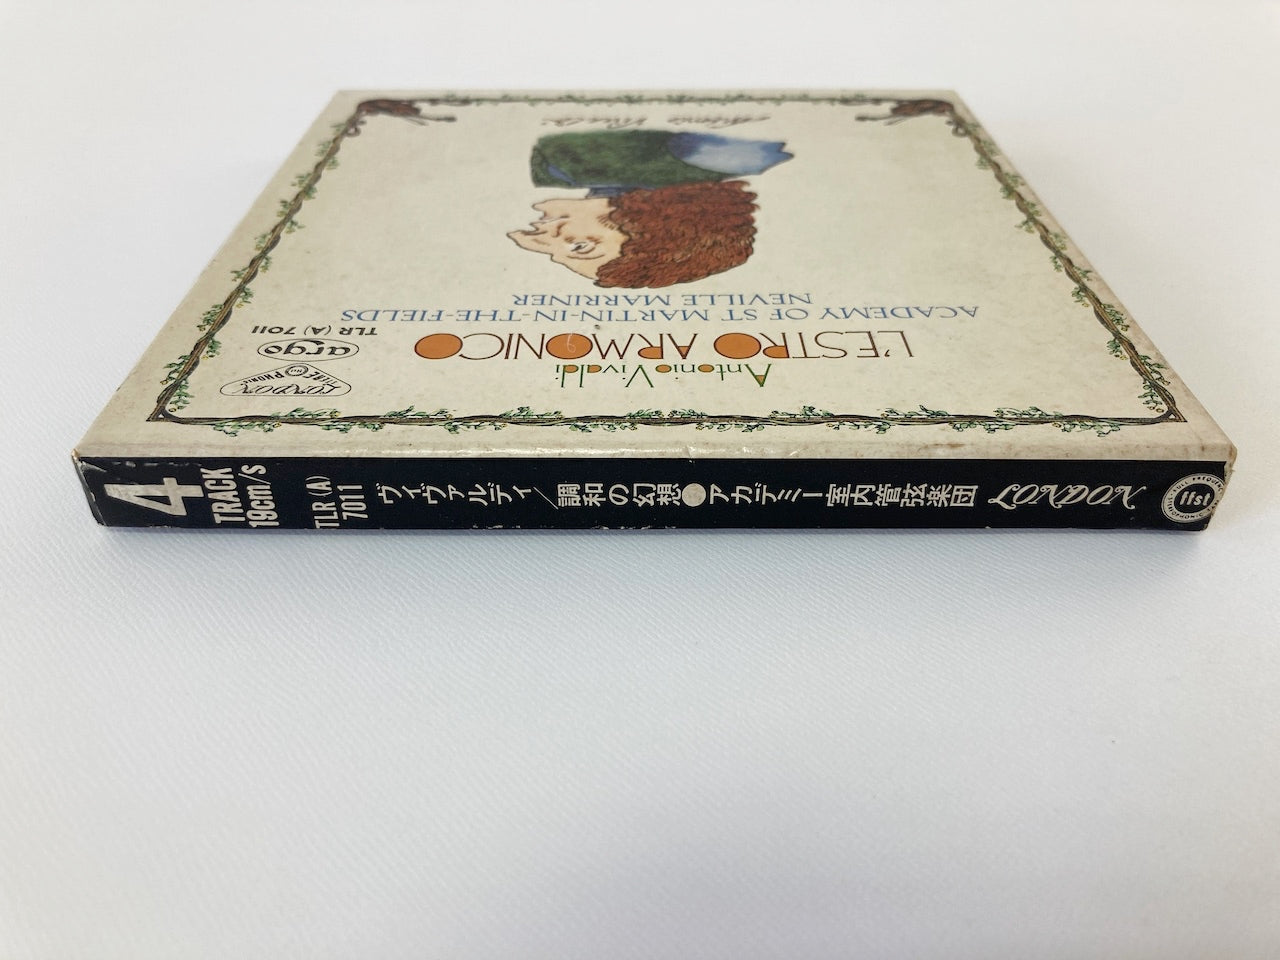 Antonio Vivaldi
L'ESTRO ARMONICO
ACADEMY OF ST. MARTIN-IN-THE-FIELDS
NEVILLE MARRINER
LONDON
argo
TLR (A) 7011
4
TRACK
19cm/s
TLR (A)
7011
ヴィヴァルディ/調和の幻想●アカデミー室内管弦楽団
LONDON
ffst